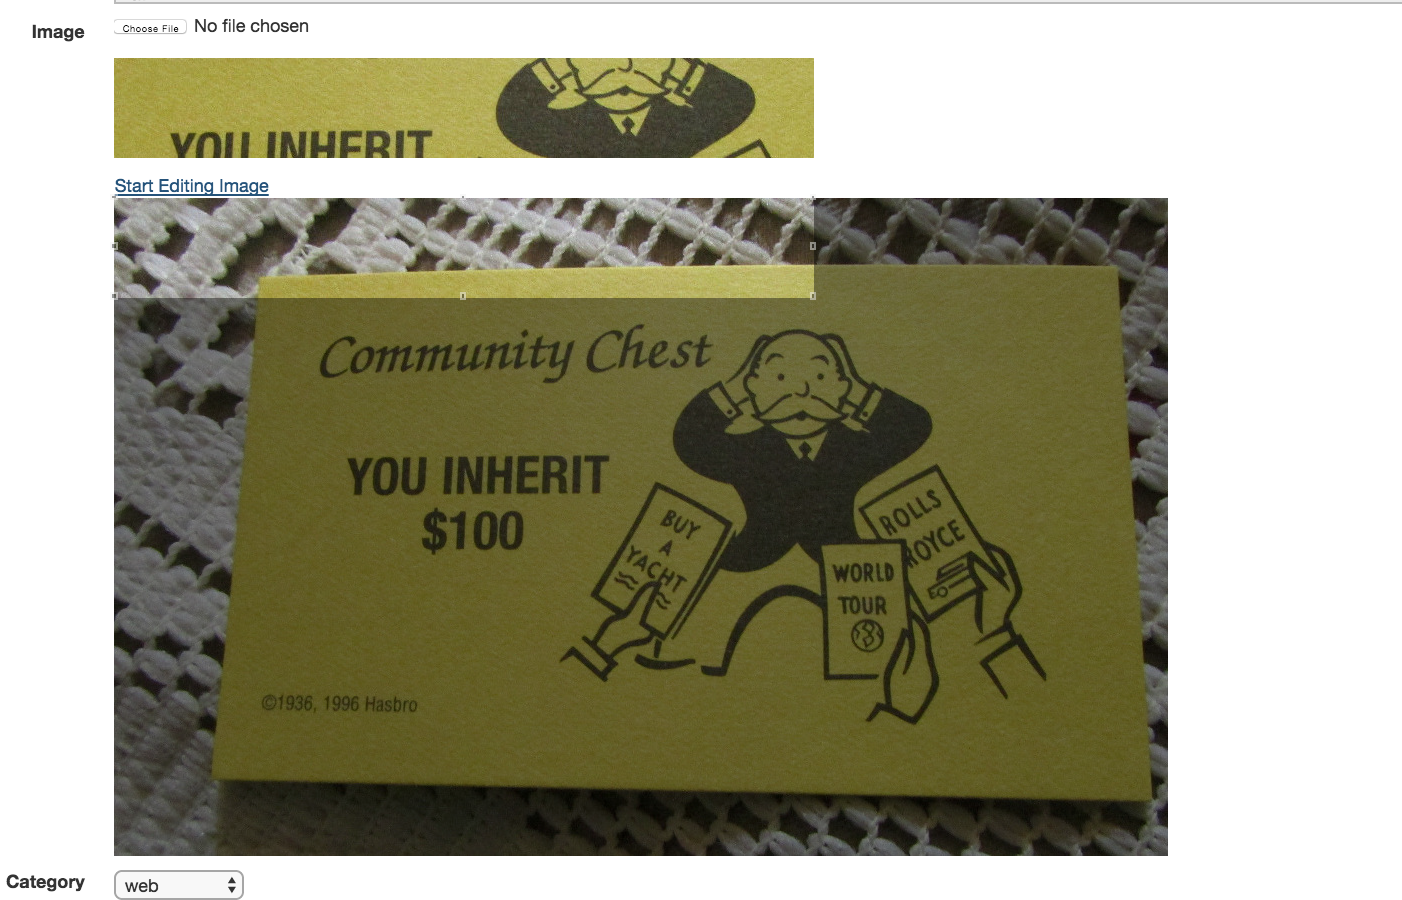 Image
Choose File No file chosen
YOU INHERIT
Start Editing Image
Community Chest
YOU INHERIT
$100
BUY
A
YACHT
ROLLS
ROYCE
WORLD
TOUR
©1936, 1996 Hasbro
Category
web